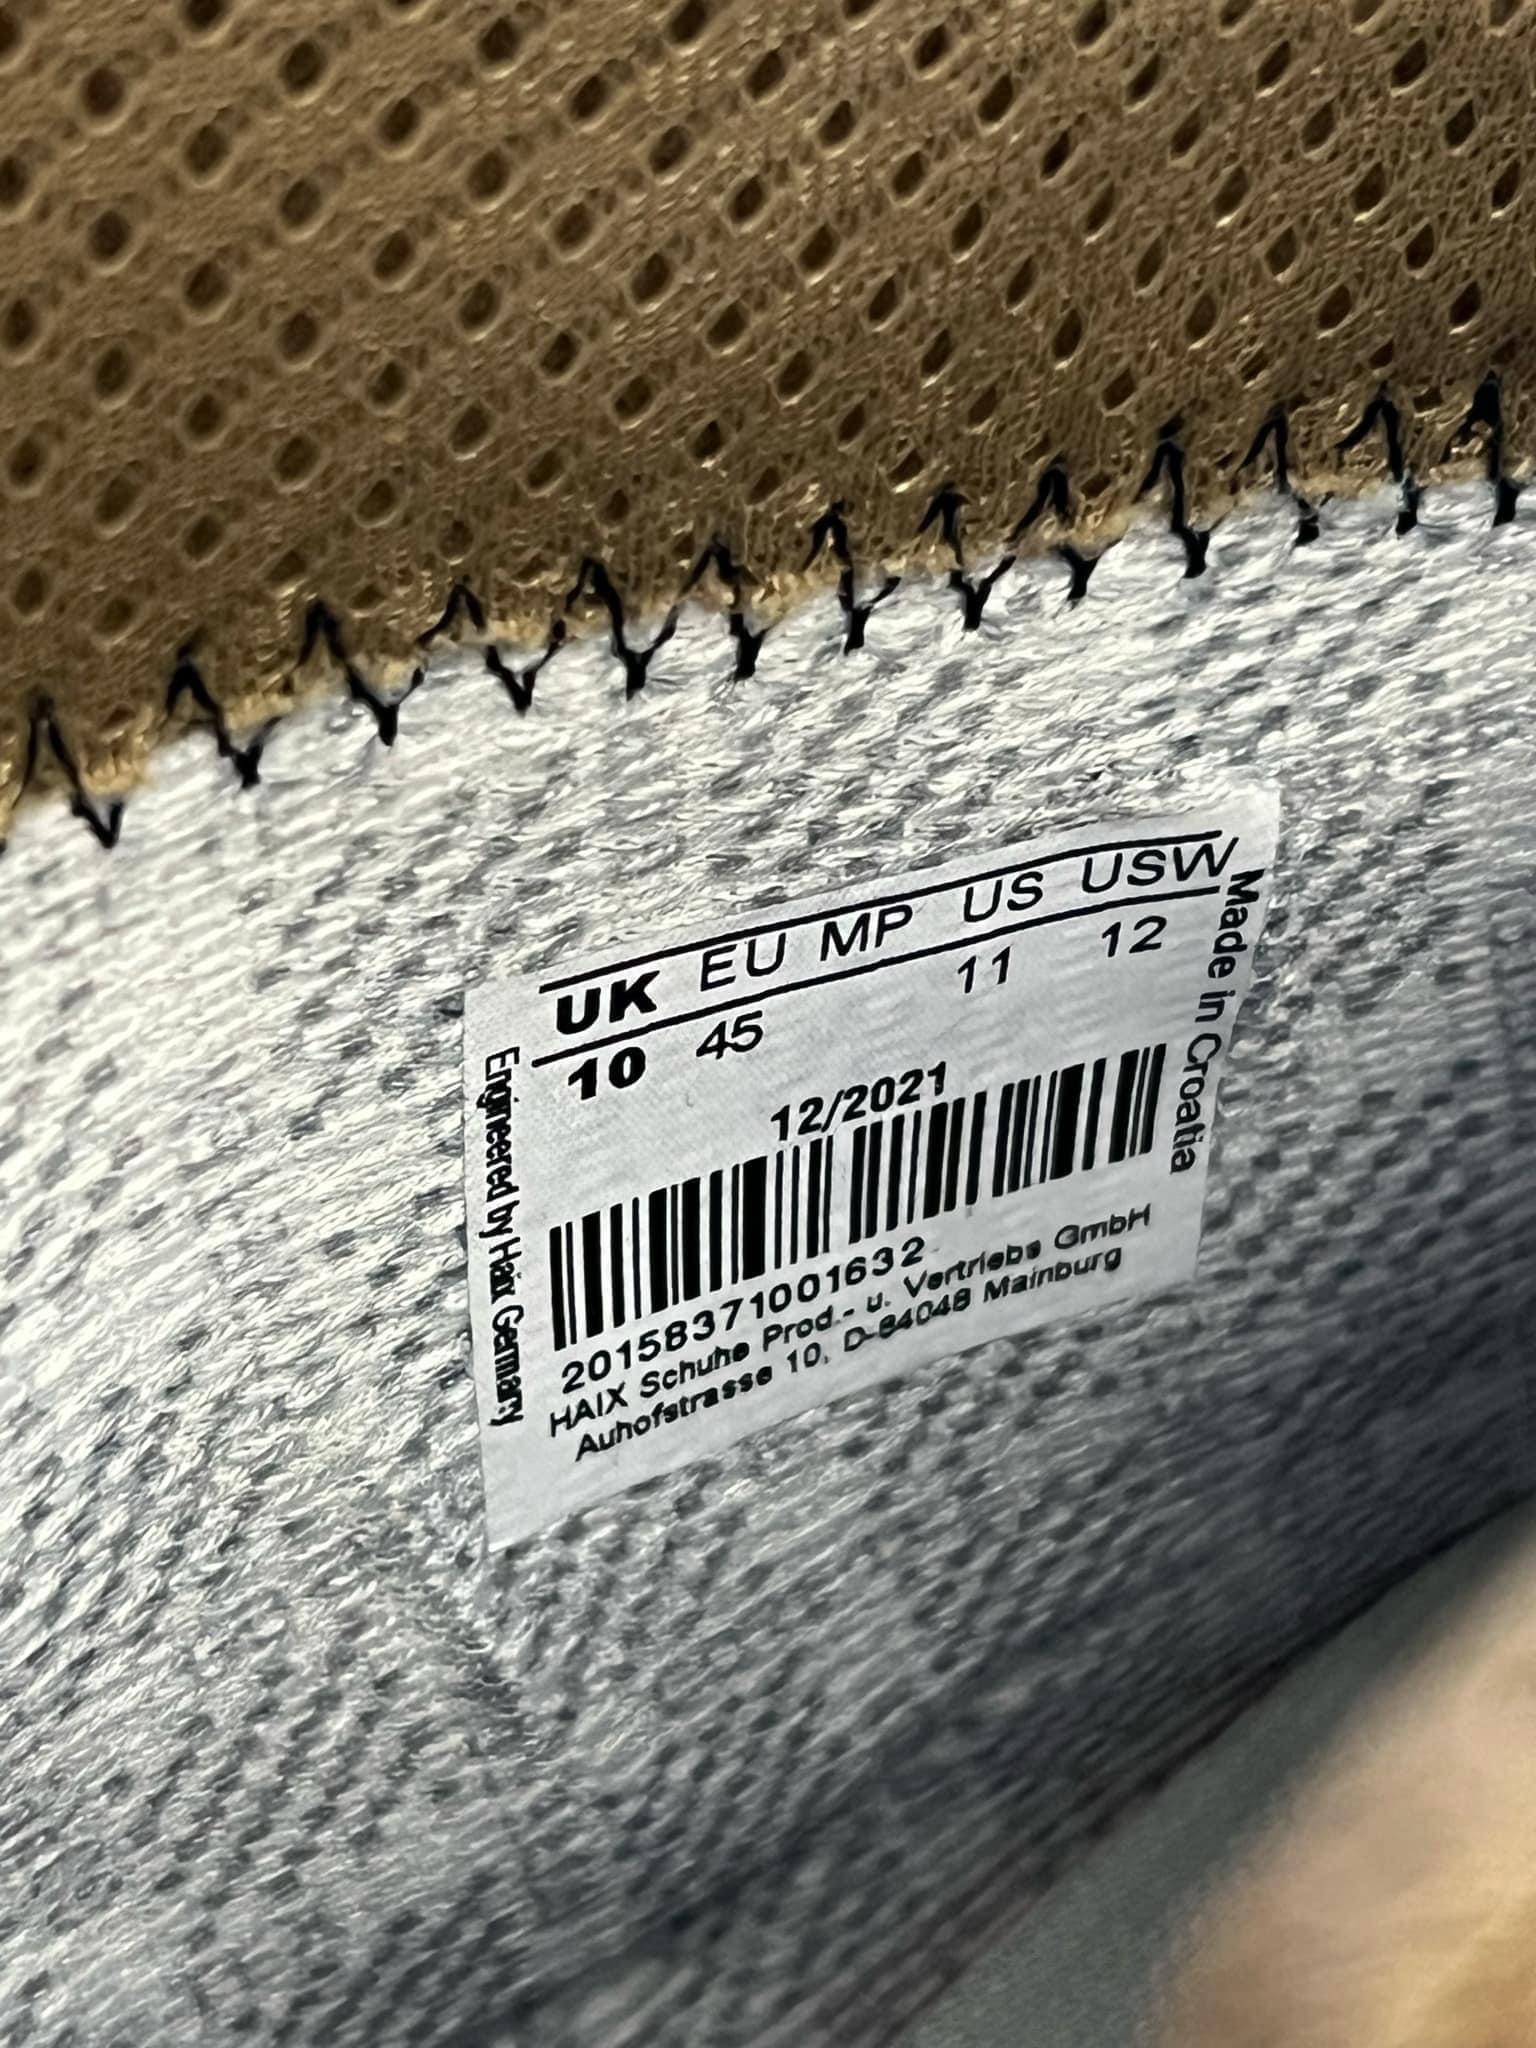 UK EU MP US USW
10 45 11 12
12/2021
20158371001632
HAIX Schuhe Prod.- u. Vertriebs GmbH
Auhofstrasse 10, D-84048 Mainburg
Engineered by Haix Germany
Made in Croatia